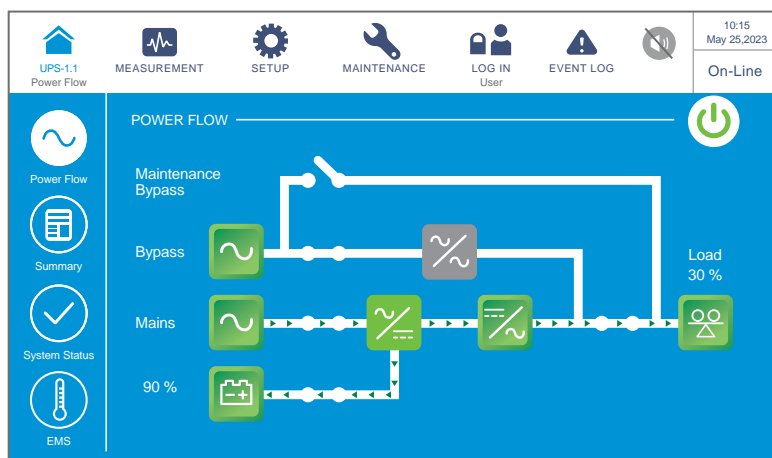 10:15
May 25,2023
UPS-1.1
Power Flow
MEASUREMENT
SETUP
MAINTENANCE
LOG IN
User
EVENT LOG
On-Line
POWER FLOW
Power Flow
Summary
System Status
EMS
Maintenance
Bypass
Bypass
Mains
90 %
Load
30 %